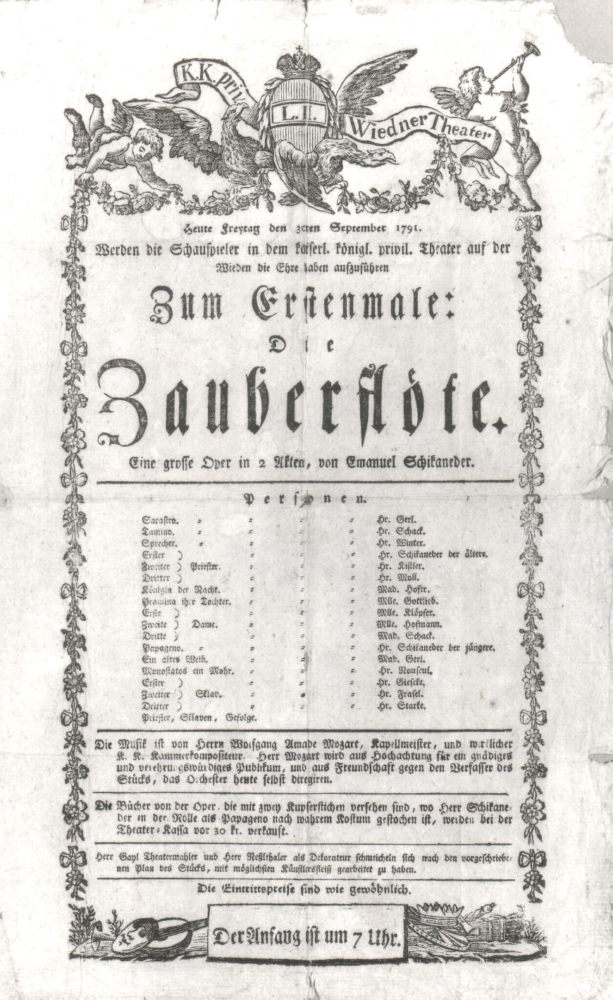 K.K. priv.
L. II.
Wiedner Theater
Heute Freytag den 30ten September 1791.
Werden die Schauspieler in dem kaiserl. königl. privil. Theater auf der
Wieden die Ehre haben aufzuführen
Zum Erstenmale:
Die
Zauberflöte.
Eine grosse Oper in 2 Akten, von Emanuel Schikaneder.
Personen.
Sarastro. = = = = Hr. Gerl.
Tamino. = = = = Hr. Schack.
Sprecher. = = = = Hr. Winter.
Erster ) = = = Hr. Schikaneder der ältere.
Zweiter ) Priester. = = = Hr. Kistler.
Dritter ) = = = Hr. Moll.
Königin der Nacht. = = = Mad. Hofer.
Pramina ihre Tochter. = = = Mlle. Gottlieb.
Erste ) = = = Mlle. Klöpfer.
Zweite ) Dame. = = = Mlle. Hofmann.
Dritte ) = = = Mad. Schack.
Papageno. = = = = Hr. Schikaneder der jüngere.
Ein altes Weib. = = = Mad. Gerl.
Monostatos ein Mohr. = = = Hr. Nouseul.
Erster ) = = = Hr. Gieseke.
Zweiter ) Sklav. = = = Hr. Frasel.
Dritter ) = = = Hr. Starke.
Priester, Sklaven, Gefolge.
Die Musik ist von Herrn Wolfgang Amade Mozart, Kapellmeister, und wirklicher
K. K. Kammerkompositeur. Herr Mozart wird aus Hochachtung für ein gnädiges
und verehrungswürdiges Publikum, und aus Freundschaft gegen den Verfasser des
Stücks, das Orchester heute selbst diregiren.
Die Bücher von der Oper, die mit zwey Kupferstichen versehen sind, wo Herr Schikane-
der in der Rolle als Papageno nach wahrem Kostum gestochen ist, werden bei der
Theater-Kassa vor 30 kr. verkauft.
Herr Gayl Theatermahler und Herr Neßlthaler als Dekorateur schmeicheln sich nach den vorgeschriebe-
nen Plan des Stücks, mit möglichsten Künstlersfleiß gearbeitet zu haben.
Die Eintrittspreise sind wie gewöhnlich.
Der Anfang ist um 7 Uhr.